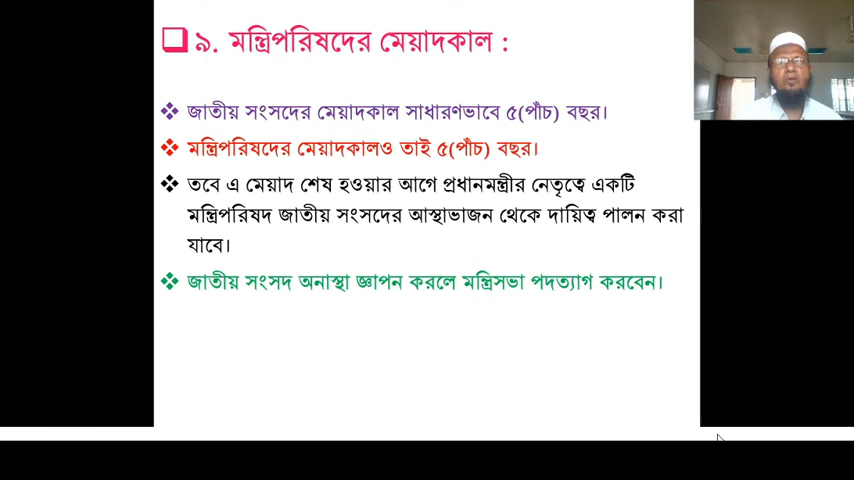 ৯. মন্ত্রিপরিষদের মেয়াদকাল :
জাতীয় সংসদের মেয়াদকাল সাধারণভাবে ৫(পাঁচ) বছর।
মন্ত্রিপরিষদের মেয়াদকালও তাই ৫(পাঁচ) বছর।
তবে এ মেয়াদ শেষ হওয়ার আগে প্রধানমন্ত্রীর নেতৃত্বে একটি
মন্ত্রিপরিষদ জাতীয় সংসদের আস্থাভাজন থেকে দায়িত্ব পালন করা
যাবে।
জাতীয় সংসদ অনাস্থা জ্ঞাপন করলে মন্ত্রিসভা পদত্যাগ করবেন।